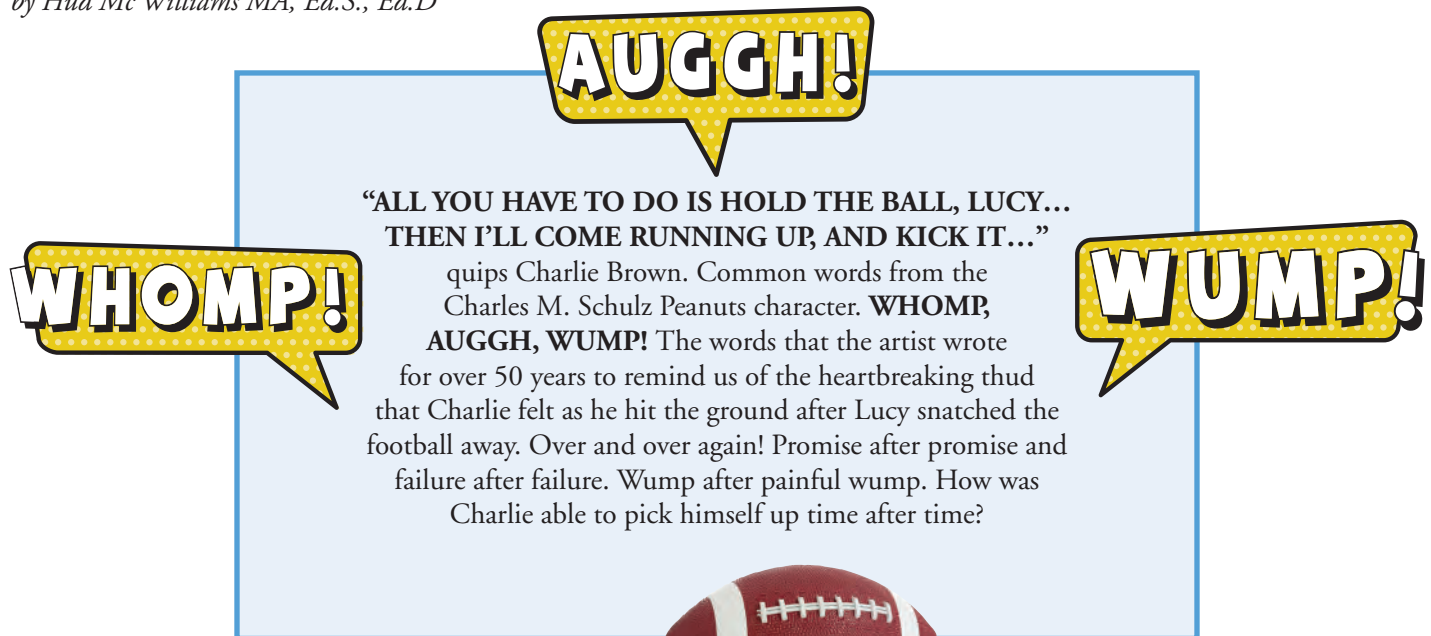 by Hud Mc Williams MA, Ed.S., Ed.D
AUGGH!
WHOMP!
WUMP!
“ALL YOU HAVE TO DO IS HOLD THE BALL, LUCY…
THEN I’LL COME RUNNING UP, AND KICK IT…”
quips Charlie Brown. Common words from the
Charles M. Schulz Peanuts character. WHOMP,
AUGGH, WUMP! The words that the artist wrote
for over 50 years to remind us of the heartbreaking thud
that Charlie felt as he hit the ground after Lucy snatched the
football away. Over and over again! Promise after promise and
failure after failure. Wump after painful wump. How was
Charlie able to pick himself up time after time?